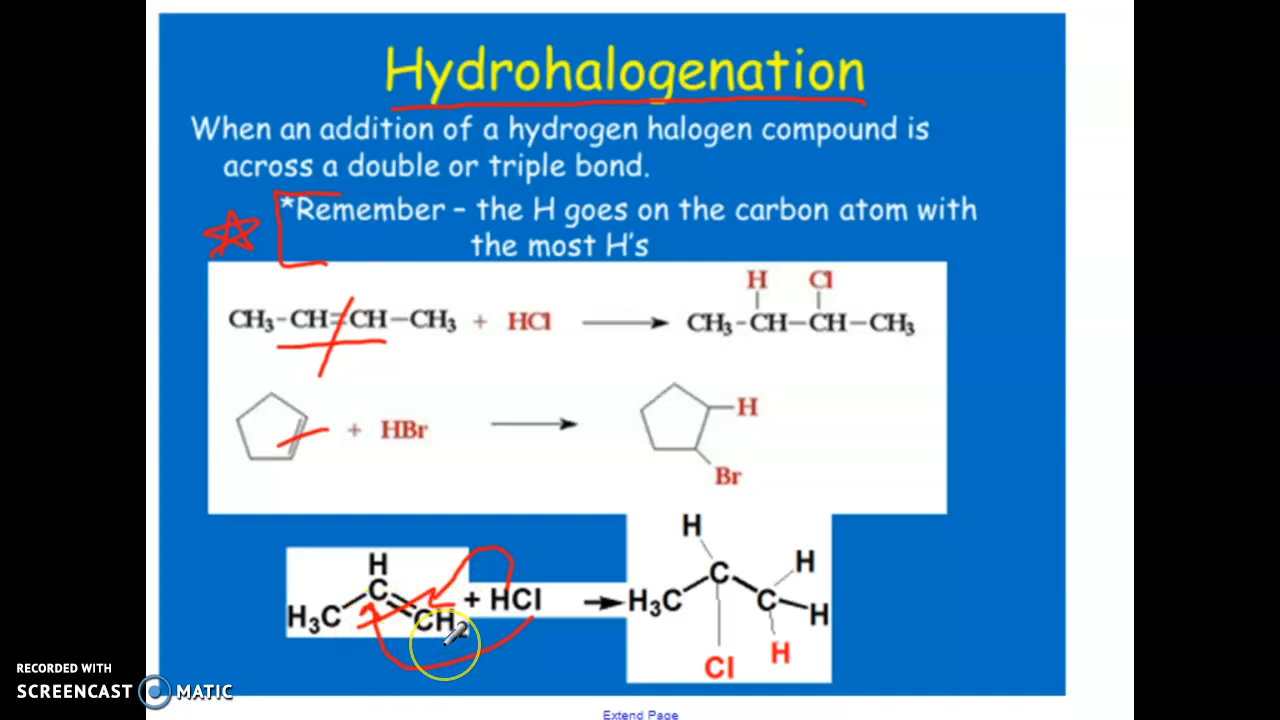 Hydrohalogenation
When an addition of a hydrogen halogen compound is
across a double or triple bond.
*Remember – the H goes on the carbon atom with
the most H's
H Cl
CH₃-CH=CH-CH₃ + HCl CH₃-CH-CH-CH₃
+ HBr H
Br
H H
H
C C
H₃C CH₂ + HCl H₃C C H
Cl H
RECORDED WITH
SCREENCAST MATIC
Extend Page